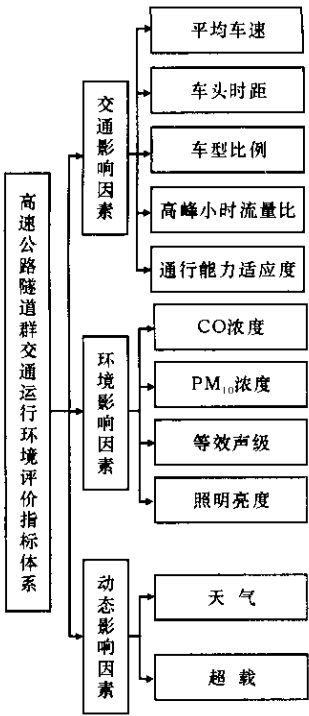 高速公路隧道群交通运行环境评价指标体系
交通影响因素
平均车速
车头时距
车型比例
高峰小时流量比
通行能力适应度
环境影响因素
CO浓度
PM₁₀浓度
等效声级
照明亮度
动态影响因素
天气
超载